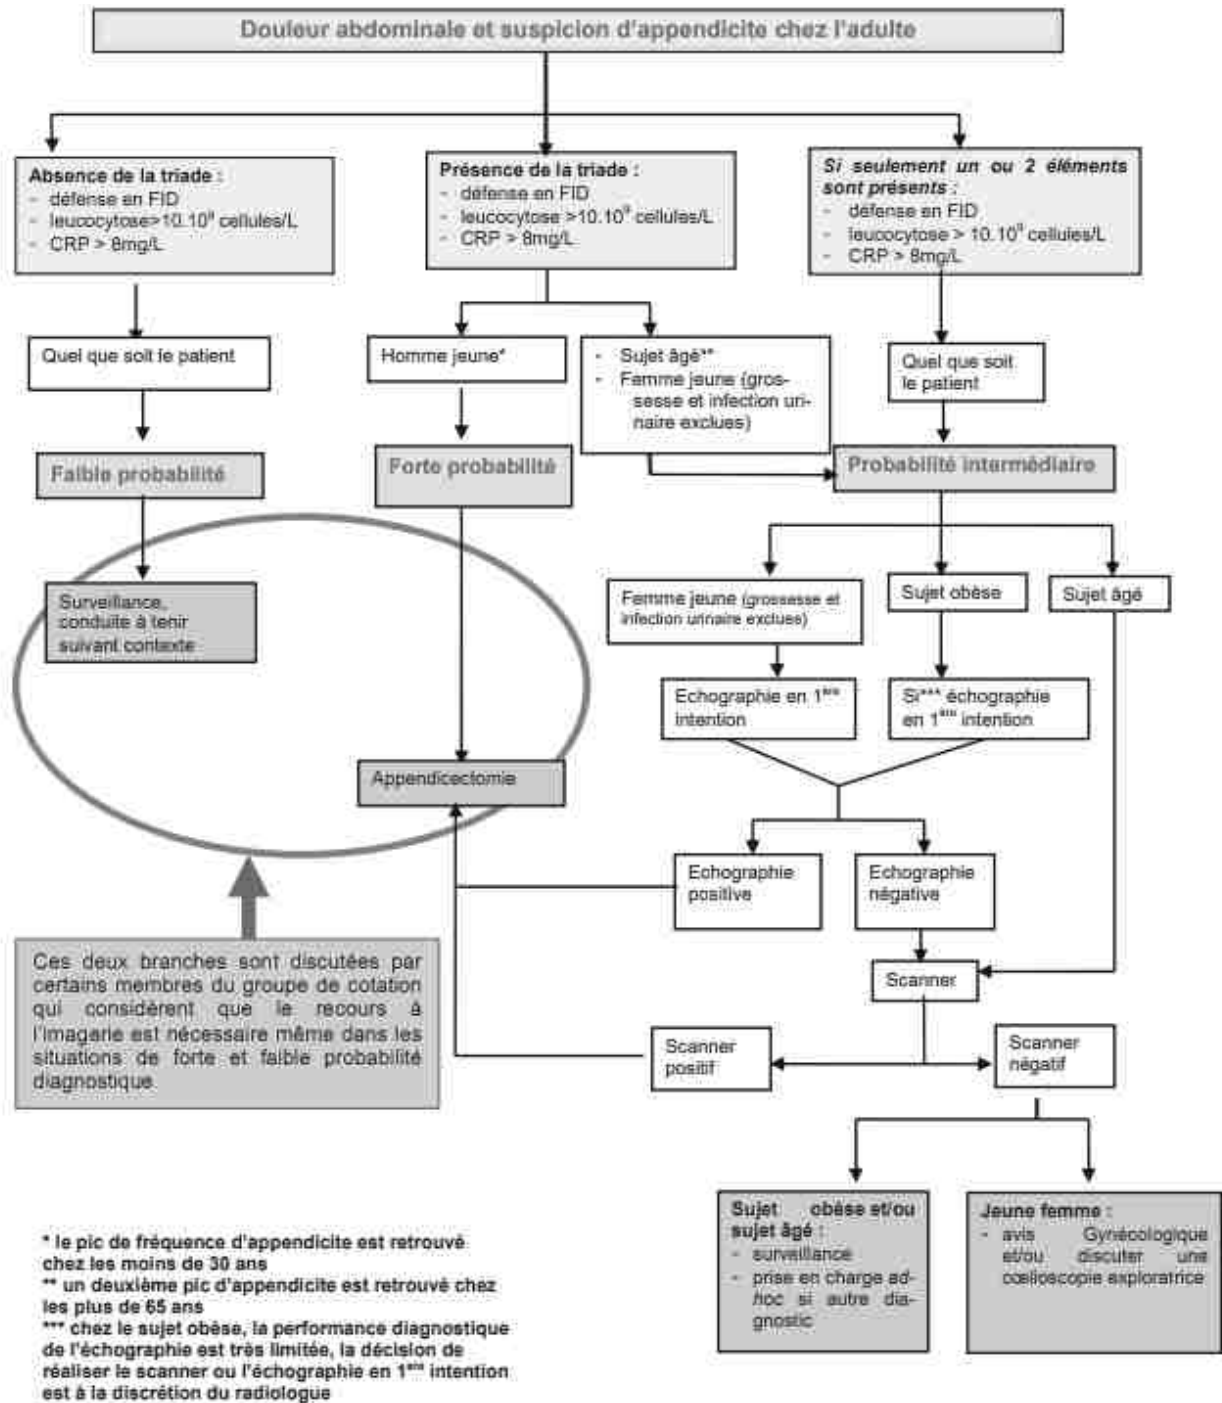 Douleur abdominale et suspicion d'appendicite chez l'adulte
Absence de la triade :
- défense en FID
- leucocytose>10.10⁹ cellules/L
- CRP > 8mg/L
Présence de la triade :
- défense en FID
- leucocytose >10.10⁹ cellules/L
- CRP > 8mg/L
Si seulement un ou 2 éléments
sont présents :
- défense en FID
- leucocytose > 10.10⁹ cellules/L
- CRP > 8mg/L
Quel que soit le patient
Homme jeune*
- Sujet âgé**
- Femme jeune (gros-
sesse et infection uri-
naire exclues)
Quel que soit
le patient
Faible probabilité
Forte probabilité
Probabilité intermédiaire
Surveillance,
conduite à tenir
suivant contexte
Femme jeune (grossesse et
infection urinaire exclues)
Sujet obèse
Sujet âgé
Echographie en 1ère
intention
Si*** échographie
en 1ère intention
Appendicectomie
Echographie
positive
Echographie
négative
Scanner
Ces deux branches sont discutées par
certains membres du groupe de cotation
qui considèrent que le recours à
l'imagerie est nécessaire même dans les
situations de forte et faible probabilité
diagnostique
Scanner
positif
Scanner
négatif
Sujet obèse et/ou
sujet âgé :
- surveillance
- prise en charge ad-
hoc si autre dia-
gnostic
Jeune femme :
- avis Gynécologique
et/ou discuter une
cœlioscopie exploratrice
* le pic de fréquence d'appendicite est retrouvé
chez les moins de 30 ans
** un deuxième pic d'appendicite est retrouvé chez
les plus de 65 ans
*** chez le sujet obèse, la performance diagnostique
de l'échographie est très limitée, la décision de
réaliser le scanner ou l'échographie en 1ère intention
est à la discrétion du radiologue